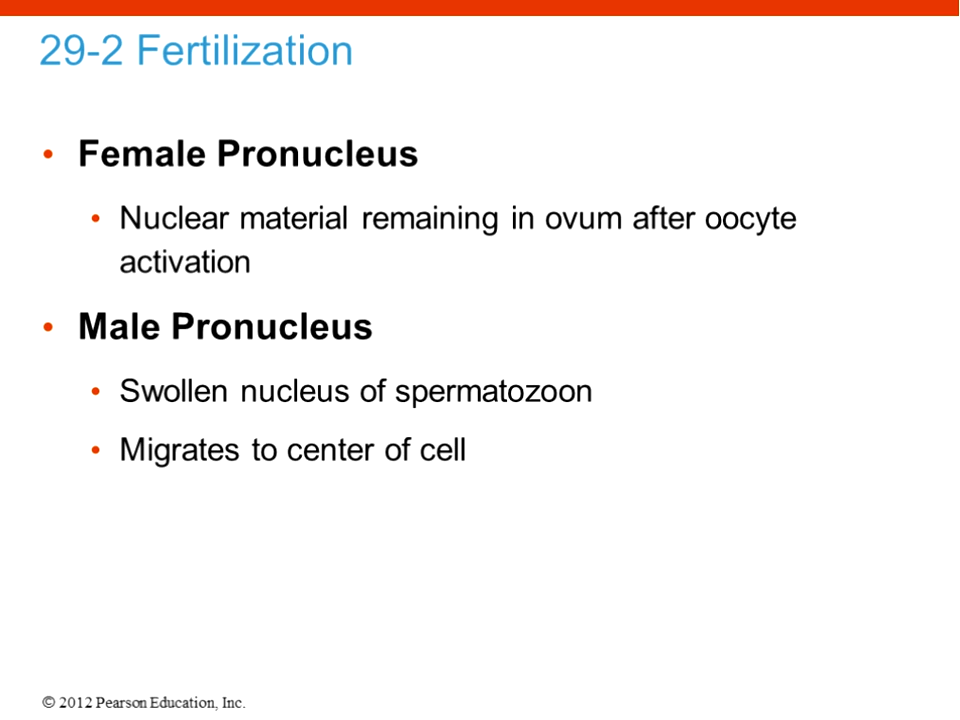 29-2 Fertilization
• Female Pronucleus
• Nuclear material remaining in ovum after oocyte
activation
• Male Pronucleus
• Swollen nucleus of spermatozoon
• Migrates to center of cell
© 2012 Pearson Education, Inc.